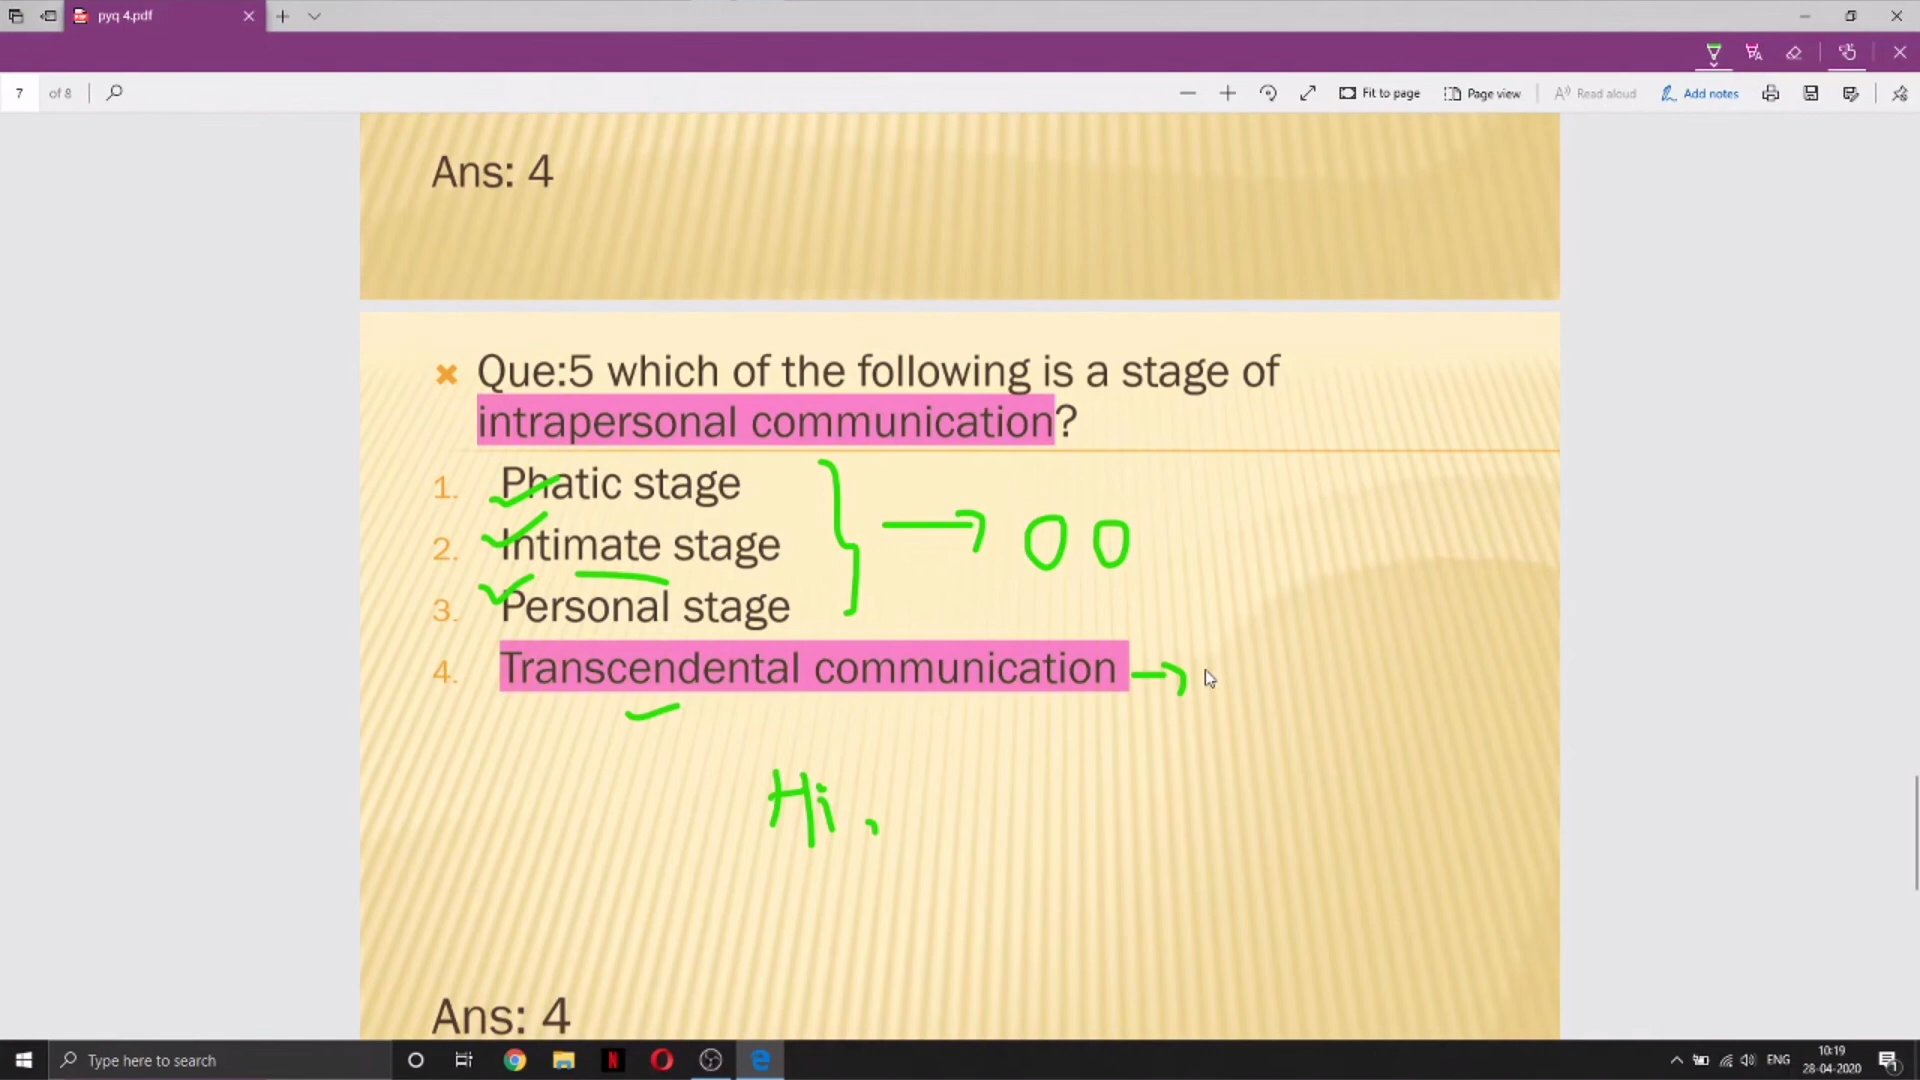 pyq 4.pdf
7 of 8
Fit to page
Page view
Read aloud
Add notes
Ans: 4
Que:5 which of the following is a stage of
intrapersonal communication?
1. Phatic stage
2. Intimate stage
3. Personal stage
4. Transcendental communication
Hi,
Ans: 4
Type here to search
ENG
10:19
28-04-2020